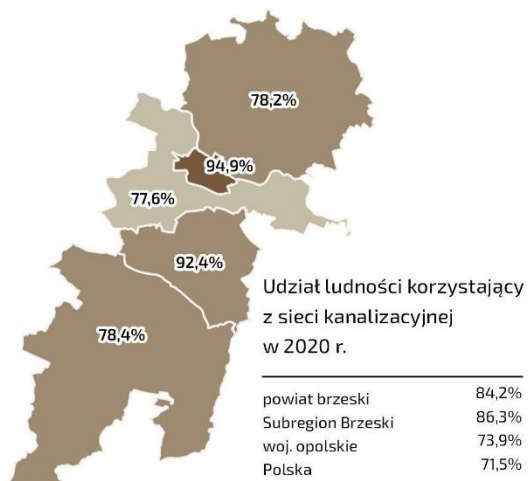 78,2%
94,9%
77,6%
92,4%
78,4%
Udział ludności korzystający
z sieci kanalizacyjnej
w 2020 r.
powiat brzeski 84,2%
Subregion Brzeski 86,3%
woj. opolskie 73,9%
Polska 71,5%